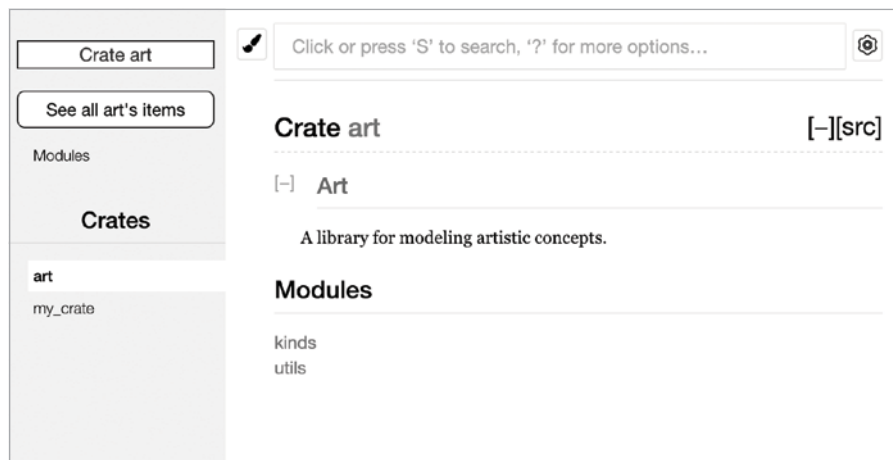 Crate art
See all art's items
Modules
Crates
art
my_crate
Click or press ‘S’ to search, ‘?’ for more options…
Crate art
[–][src]
[–] Art
A library for modeling artistic concepts.
Modules
kinds
utils